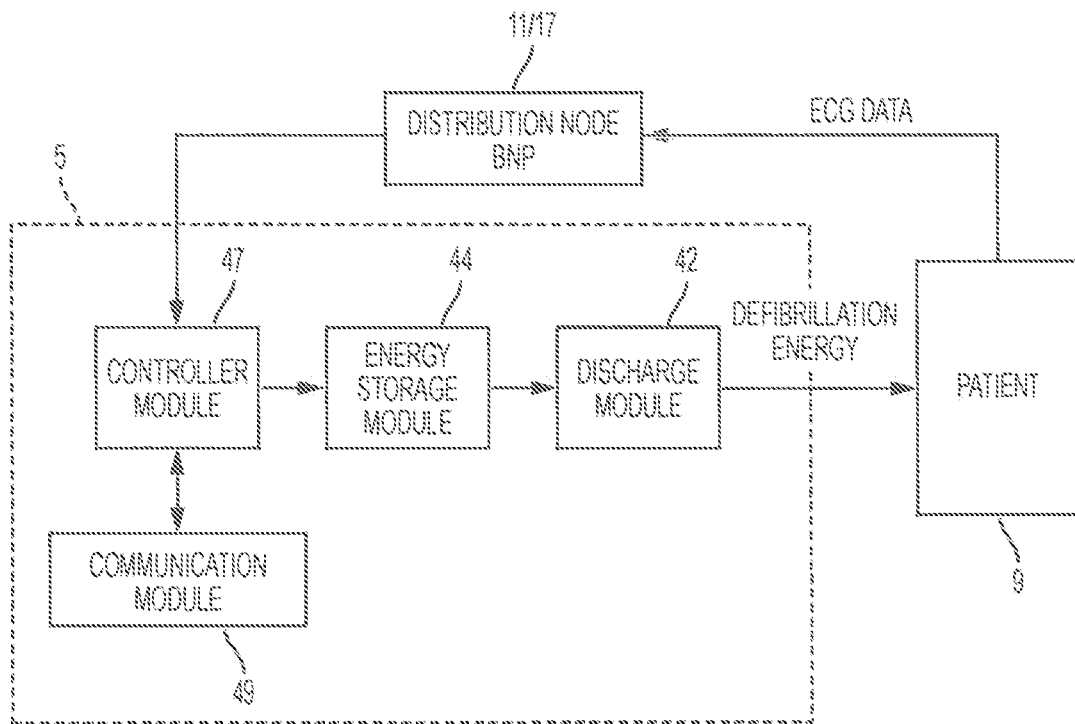 11/17
DISTRIBUTION NODE
BNP
ECG DATA
5
47
44
42
CONTROLLER
MODULE
ENERGY
STORAGE
MODULE
DISCHARGE
MODULE
DEFIBRILLATION
ENERGY
PATIENT
COMMUNICATION
MODULE
9
49